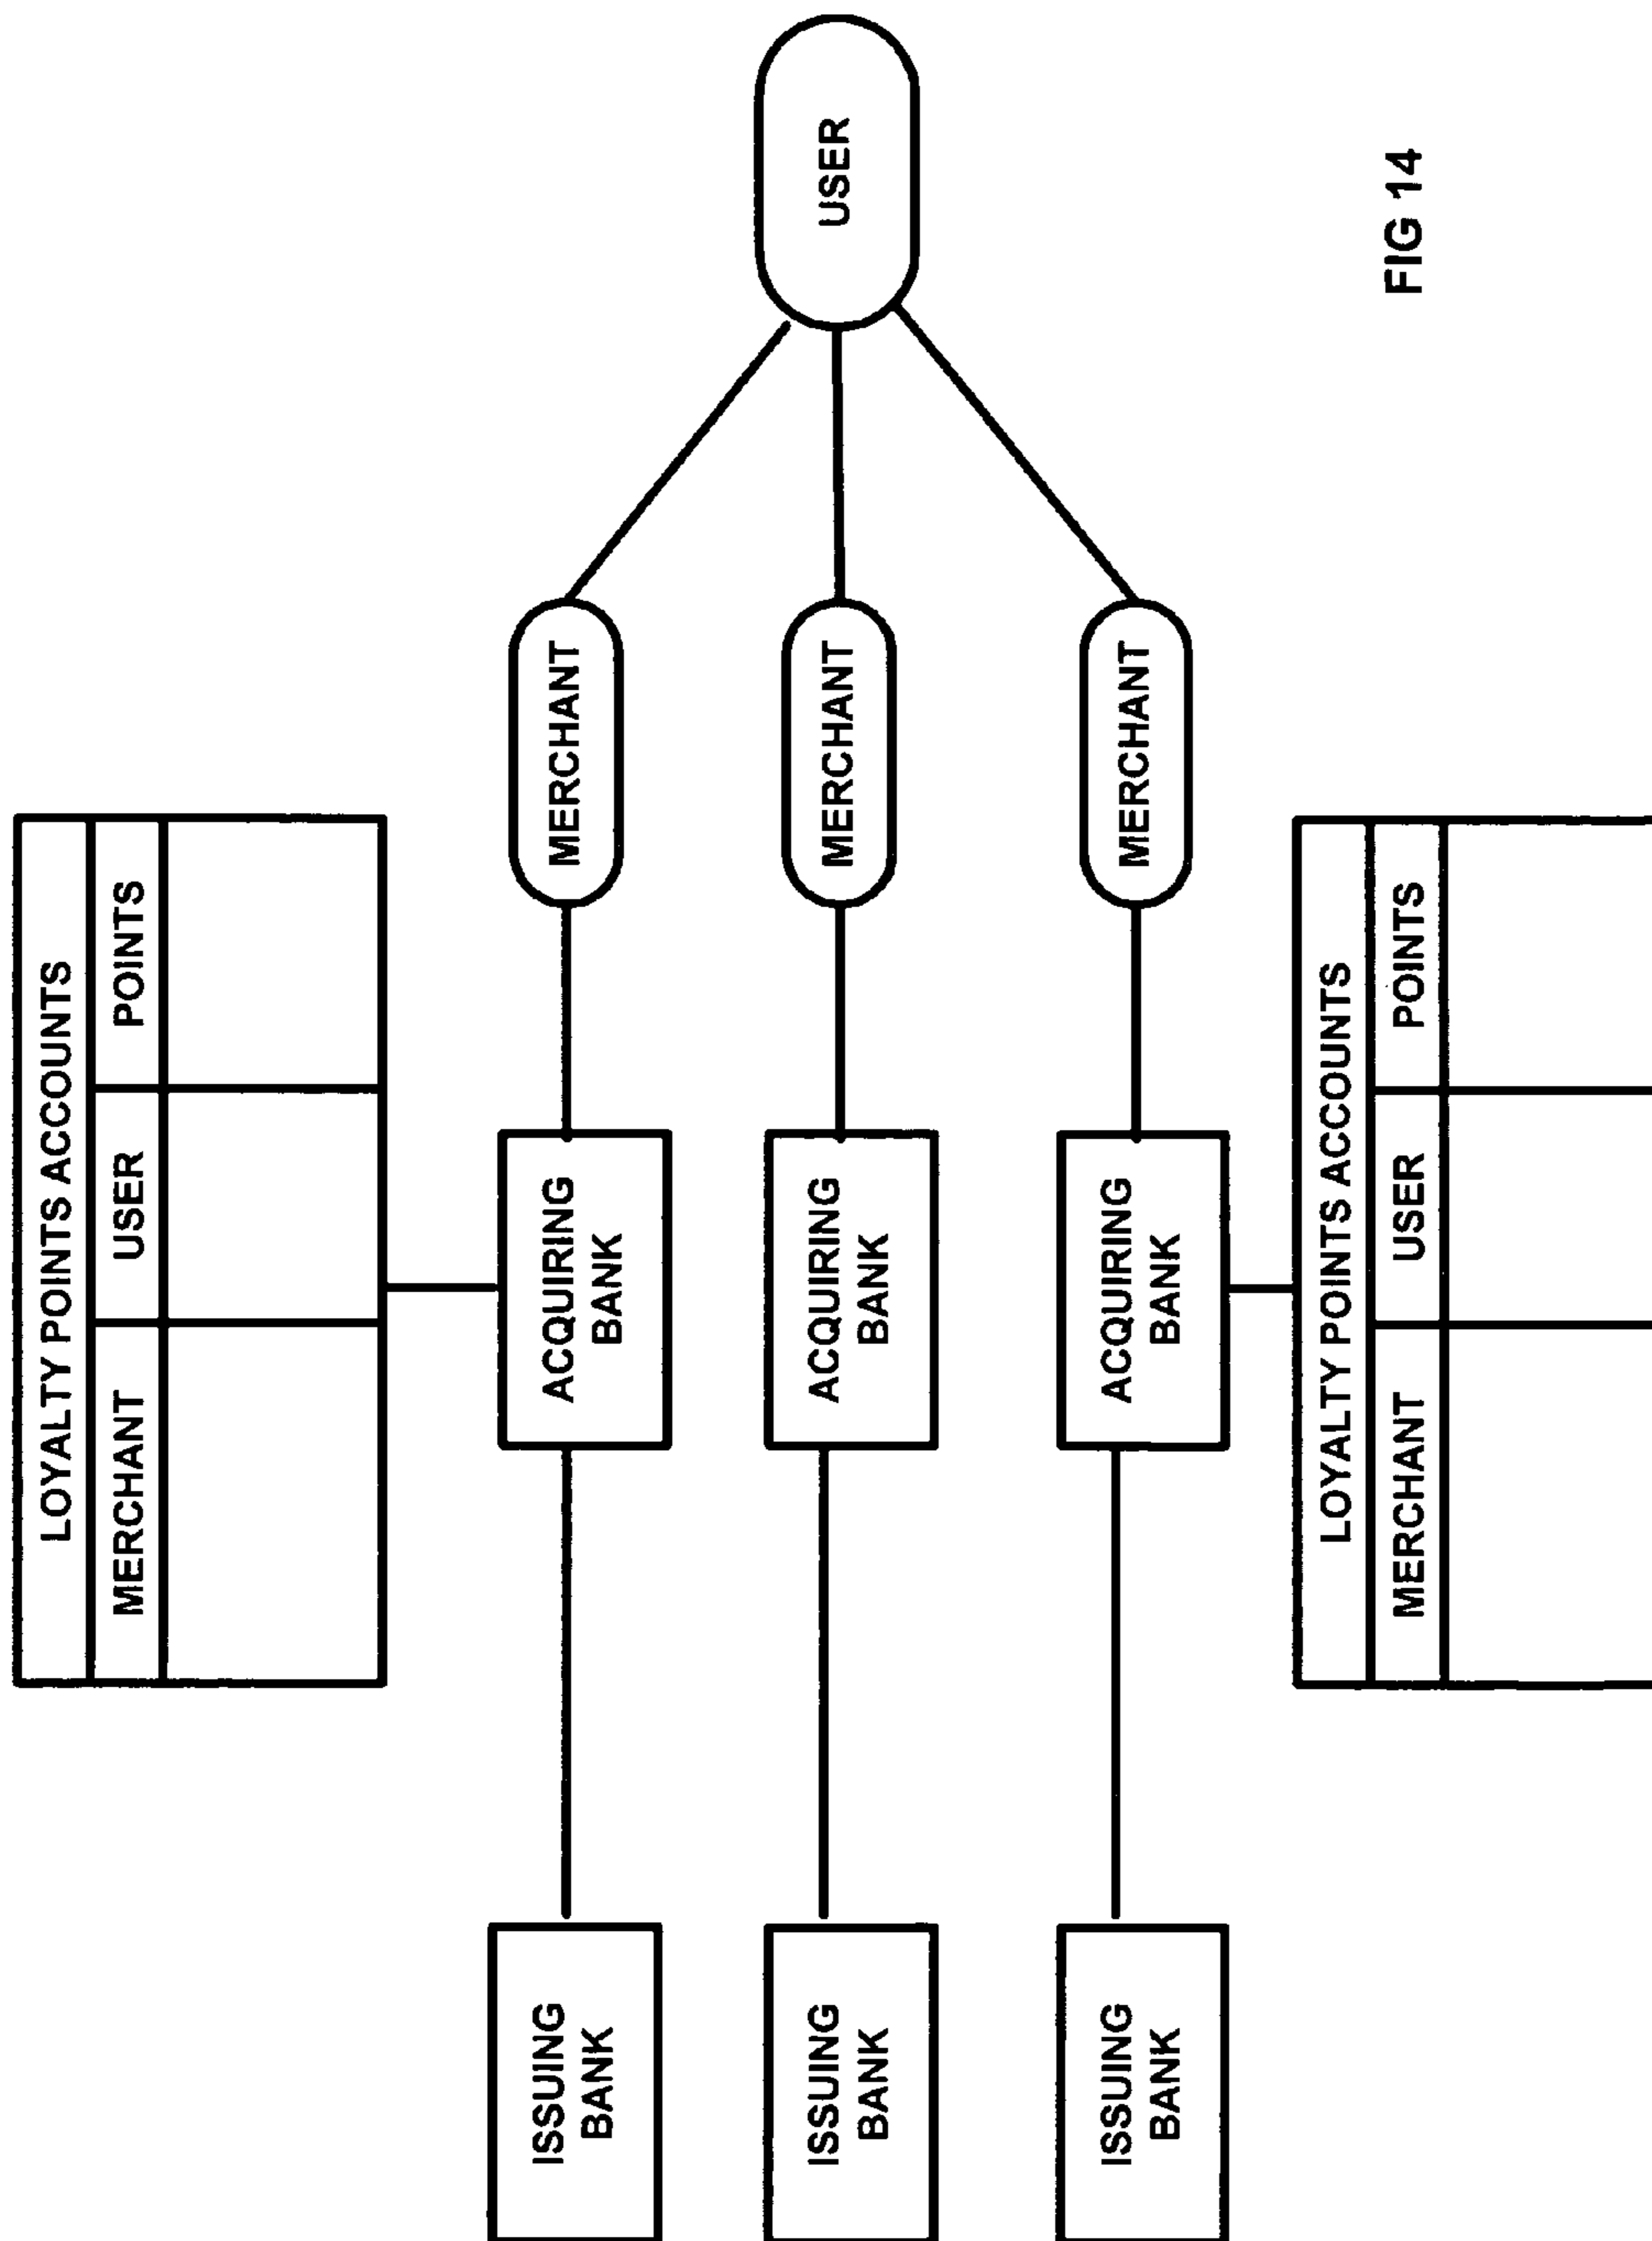 LOYALTY POINTS ACCOUNTS
MERCHANT USER POINTS
ISSUING
BANK
ACQUIRING
BANK
MERCHANT
ISSUING
BANK
ACQUIRING
BANK
MERCHANT
USER
ISSUING
BANK
ACQUIRING
BANK
MERCHANT
LOYALTY POINTS ACCOUNTS
MERCHANT USER POINTS
FIG 14